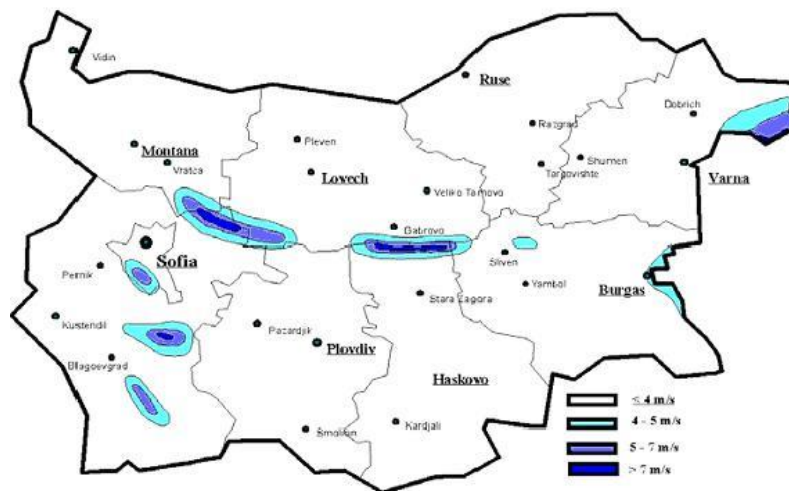 Vidin
Ruse
Dobrich
Razgrad
Montana
Pleven
Vratca
Lovech
Shumen
Targovishte
Varna
Veliko Tarnovo
Gabrovo
Sofia
Sliven
Pernik
Yambol
Burgas
Stara Zagora
Kustendil
Pazardjik
Plovdiv
Blagoevgrad
Haskovo
Smolian
Kardjali
≤ 4 m/s
4 - 5 m/s
5 - 7 m/s
> 7 m/s